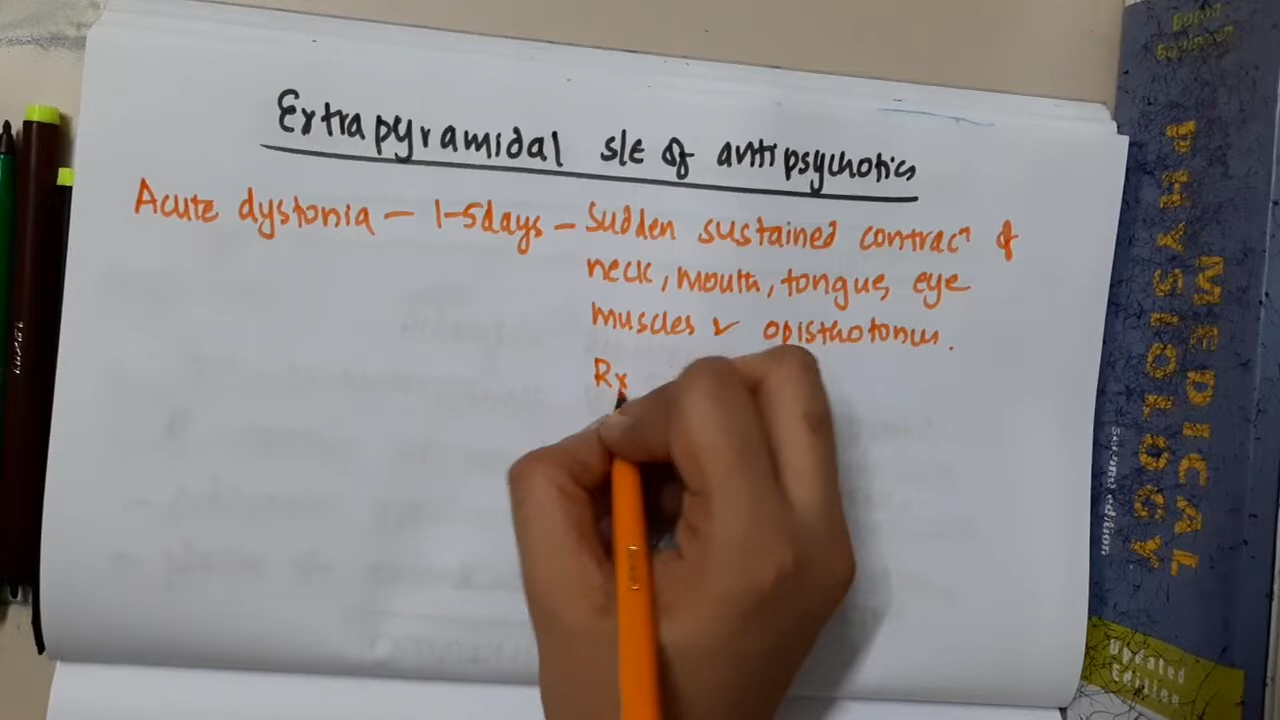 Extrapyramidal s/e of antipsychotics
Acute dystonia – 1-5days – Sudden sustained contracn of
neck, mouth, tongue, eye
muscles & opisthotonus.
Rx
MEDICAL
PHYSIOLOGY
second edition
Updated
Edition